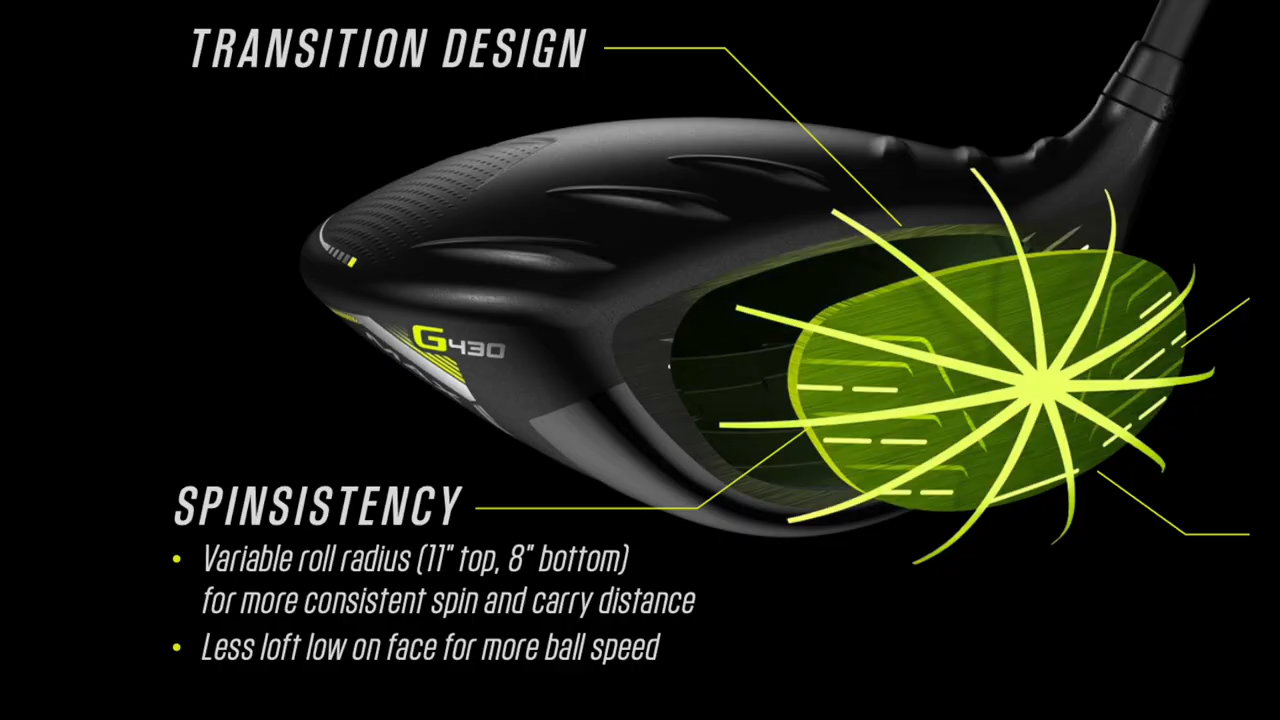 TRANSITION DESIGN
G430
SPINSISTENCY
• Variable roll radius (11" top, 8" bottom)
for more consistent spin and carry distance
• Less loft low on face for more ball speed